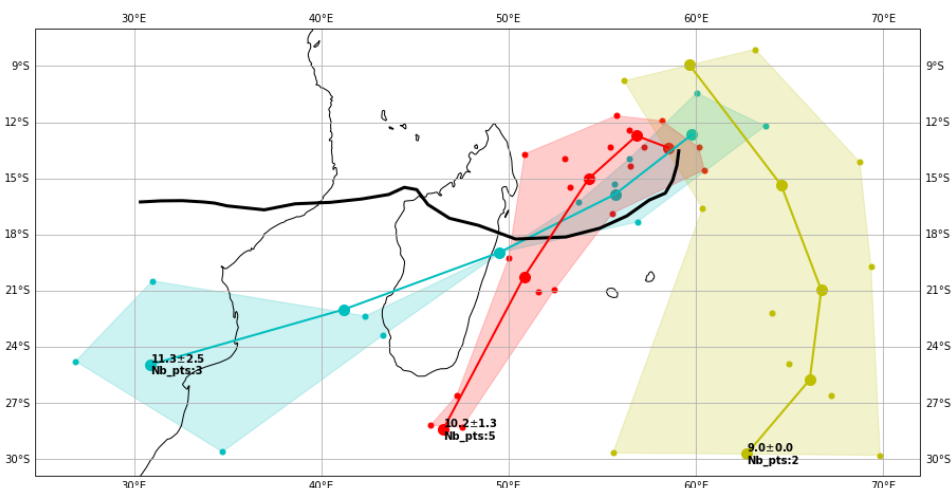 30°E 40°E 50°E 60°E 70°E
9°S 9°S
12°S 12°S
15°S 15°S
18°S 18°S
21°S 21°S
24°S 24°S
11.3±2.5
Nb_pts:3
27°S 27°S
10.2±1.3
Nb_pts:5
9.0±0.0
Nb_pts:2
30°S 30°S
30°E 40°E 50°E 60°E 70°E